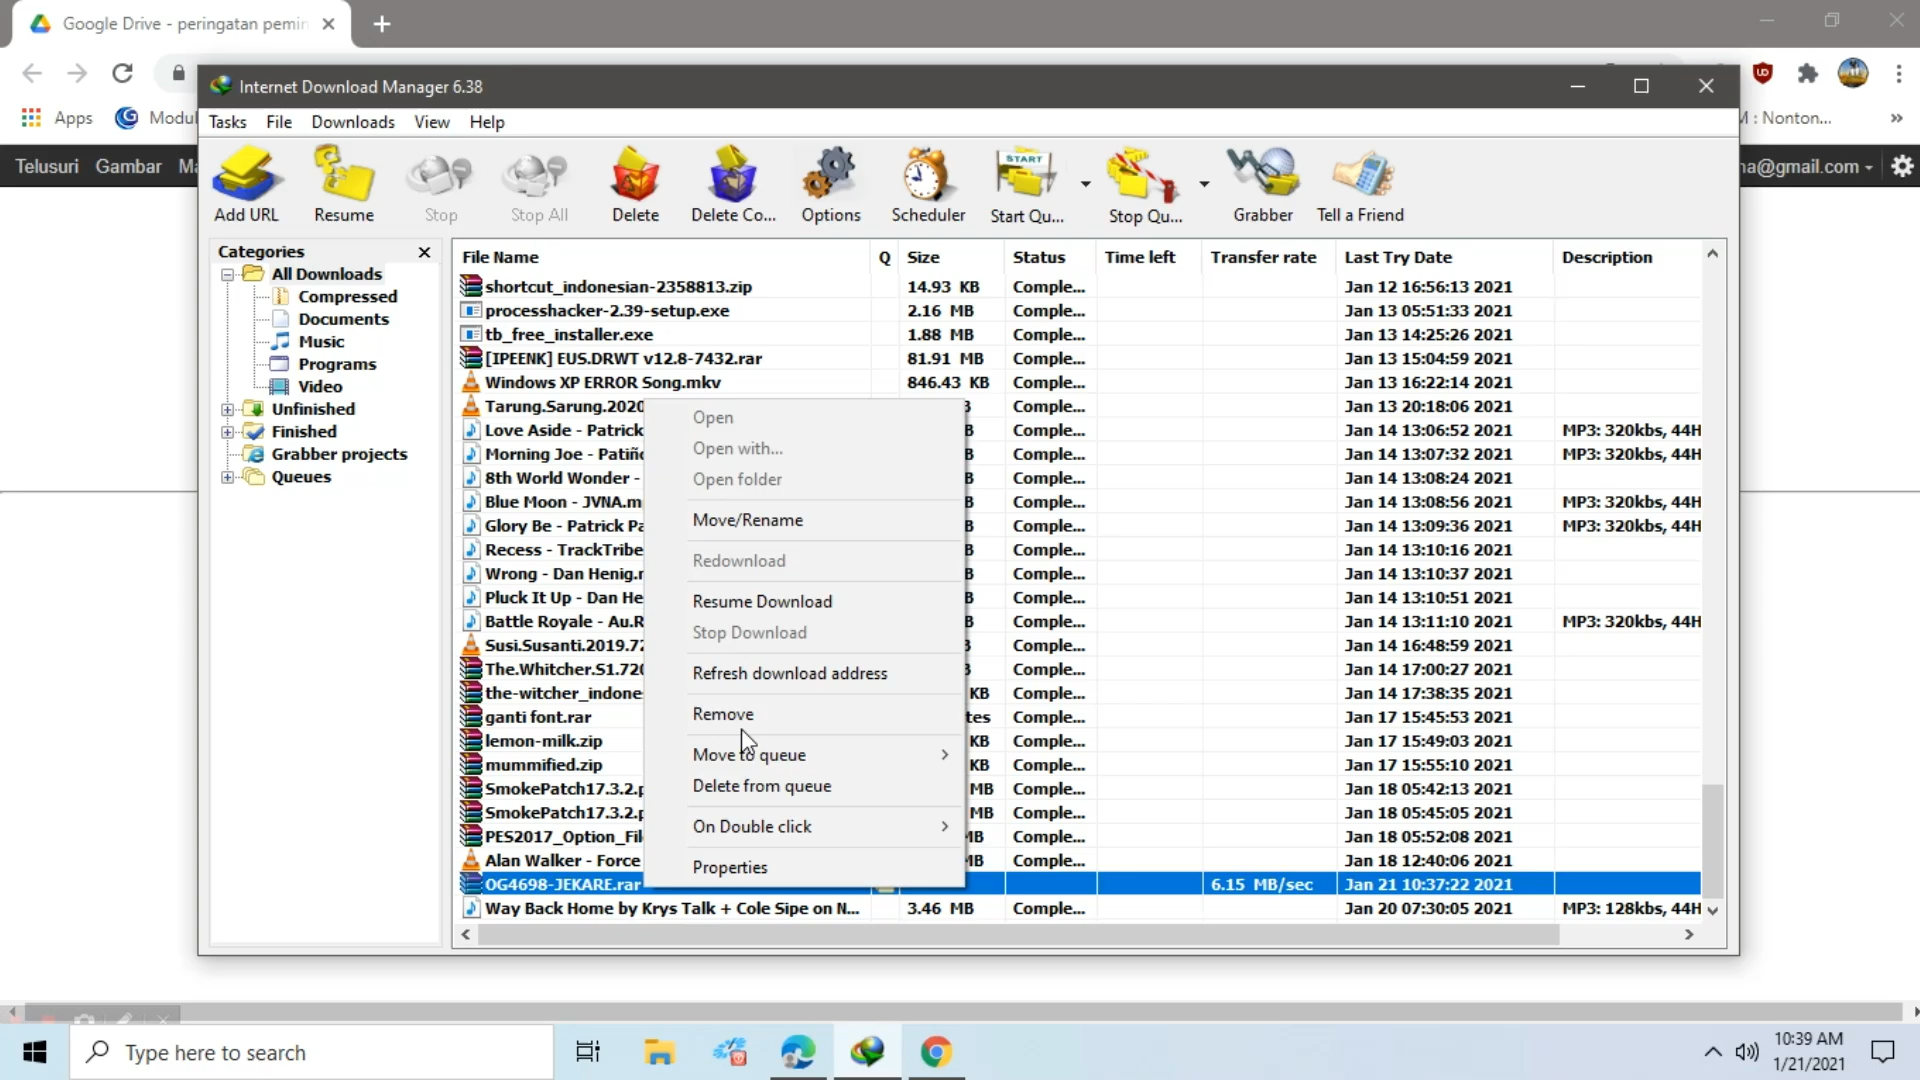 Google Drive - peringatan pemin
Internet Download Manager 6.38
Apps
Modul
: Nonton...
Tasks File Downloads View Help
Telusuri Gambar Ma
na@gmail.com
Add URL
Resume
Stop
Stop All
Delete
Delete Co...
Options
Scheduler
START
Start Qu...
Stop Qu...
Grabber
Tell a Friend
Categories
All Downloads
Compressed
Documents
Music
Programs
Video
Unfinished
Finished
Grabber projects
Queues
File Name Q Size Status Time left Transfer rate Last Try Date Description
shortcut_indonesian-2358813.zip 14.93 KB Comple... Jan 12 16:56:13 2021
processhacker-2.39-setup.exe 2.16 MB Comple... Jan 13 05:51:33 2021
tb_free_installer.exe 1.88 MB Comple... Jan 13 14:25:26 2021
[IPEENK] EUS.DRWT v12.8-7432.rar 81.91 MB Comple... Jan 13 15:04:59 2021
Windows XP ERROR Song.mkv 846.43 KB Comple... Jan 13 16:22:14 2021
Tarung.Sarung.2020 B Comple... Jan 13 20:18:06 2021
Love Aside - Patrick B Comple... Jan 14 13:06:52 2021 MP3: 320kbs, 44H
Morning Joe - Patiño B Comple... Jan 14 13:07:32 2021 MP3: 320kbs, 44H
8th World Wonder - B Comple... Jan 14 13:08:24 2021
Blue Moon - JVNA.m B Comple... Jan 14 13:08:56 2021 MP3: 320kbs, 44H
Glory Be - Patrick Pa B Comple... Jan 14 13:09:36 2021 MP3: 320kbs, 44H
Recess - TrackTribe B Comple... Jan 14 13:10:16 2021
Wrong - Dan Henig.m B Comple... Jan 14 13:10:37 2021
Pluck It Up - Dan He B Comple... Jan 14 13:10:51 2021
Battle Royale - Au.R B Comple... Jan 14 13:11:10 2021 MP3: 320kbs, 44H
Susi.Susanti.2019.72 B Comple... Jan 14 16:48:59 2021
The.Whitcher.S1.720 B Comple... Jan 14 17:00:27 2021
the-witcher_indone KB Comple... Jan 14 17:38:35 2021
ganti font.rar tes Comple... Jan 17 15:45:53 2021
lemon-milk.zip KB Comple... Jan 17 15:49:03 2021
mummified.zip KB Comple... Jan 17 15:55:10 2021
SmokePatch17.3.2.p MB Comple... Jan 18 05:42:13 2021
SmokePatch17.3.2.p MB Comple... Jan 18 05:45:05 2021
PES2017_Option_Fil MB Comple... Jan 18 05:52:08 2021
Alan Walker - Force MB Comple... Jan 18 12:40:06 2021
OG4698-JEKARE.rar 6.15 MB/sec Jan 21 10:37:22 2021
Way Back Home by Krys Talk + Cole Sipe on N... 3.46 MB Comple... Jan 20 07:30:05 2021 MP3: 128kbs, 44H
Open
Open with...
Open folder
Move/Rename
Redownload
Resume Download
Stop Download
Refresh download address
Remove
Move to queue
Delete from queue
On Double click
Properties
Type here to search
10:39 AM
1/21/2021